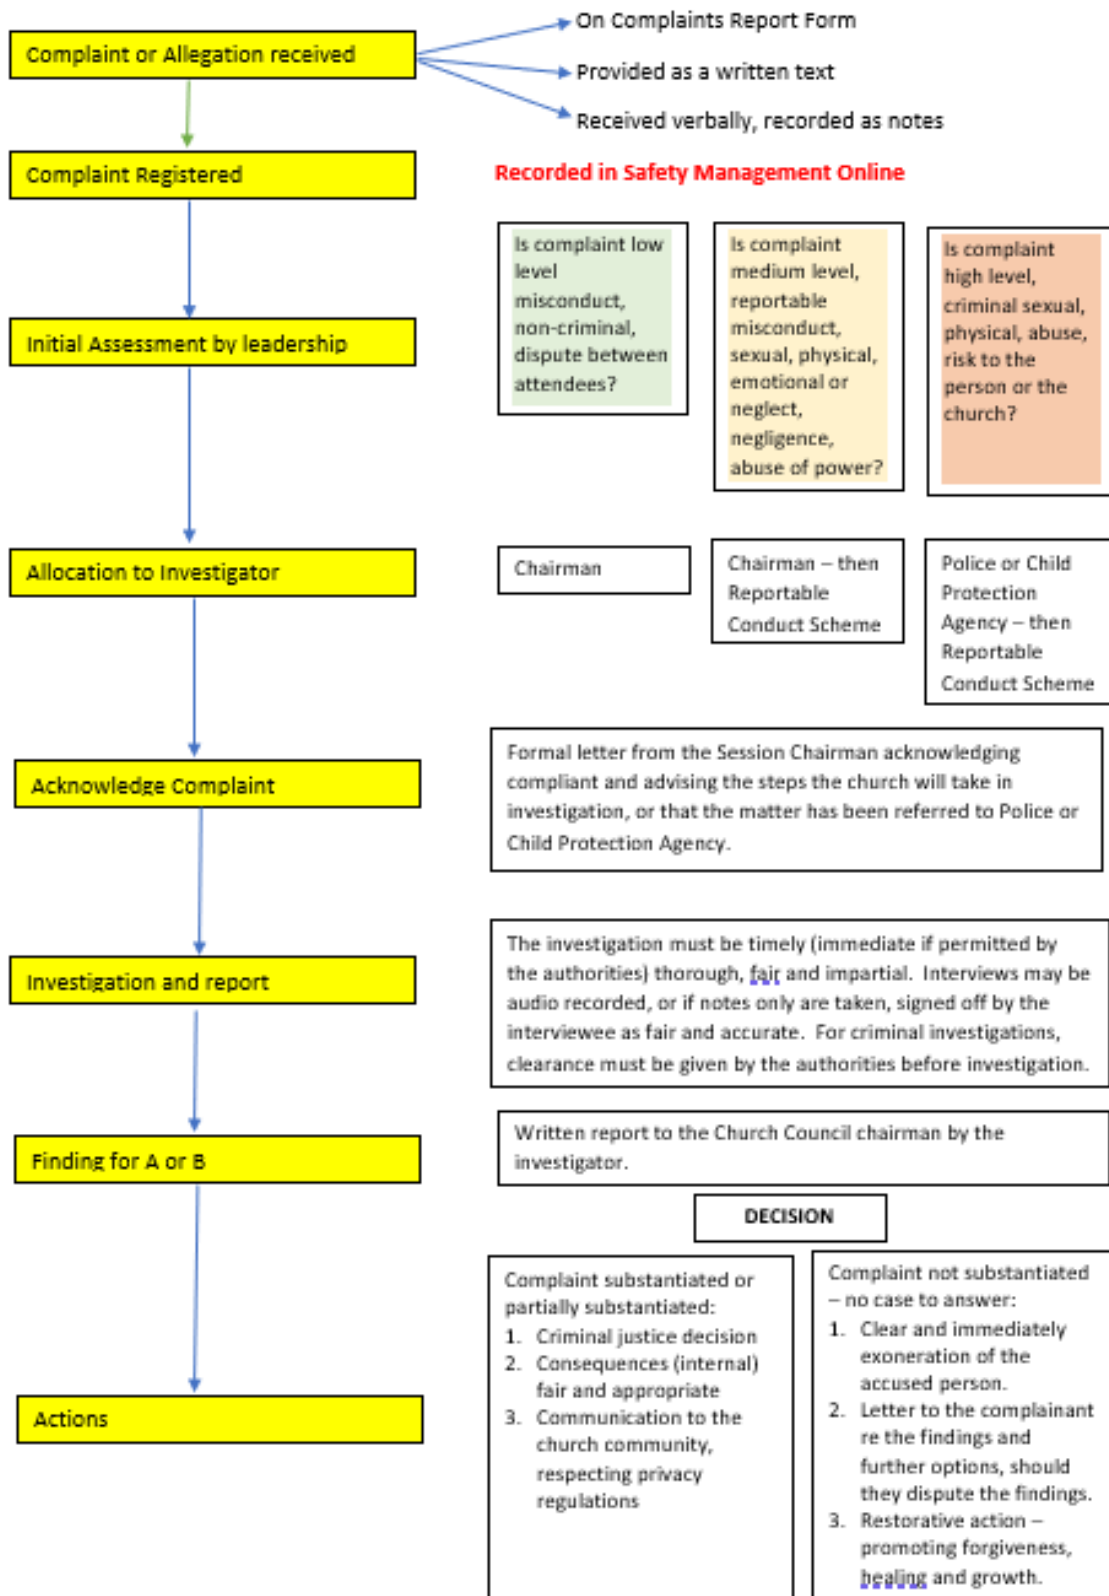 Complaint or Allegation received
On Complaints Report Form
Provided as a written text
Received verbally, recorded as notes
Complaint Registered
Recorded in Safety Management Online
Initial Assessment by leadership
Is complaint low
level
misconduct,
non-criminal,
dispute between
attendees?
Is complaint
medium level,
reportable
misconduct,
sexual, physical,
emotional or
neglect,
negligence,
abuse of power?
Is complaint
high level,
criminal sexual,
physical, abuse,
risk to the
person or the
church?
Allocation to Investigator
Chairman
Chairman – then
Reportable
Conduct Scheme
Police or Child
Protection
Agency – then
Reportable
Conduct Scheme
Acknowledge Complaint
Formal letter from the Session Chairman acknowledging
compliant and advising the steps the church will take in
investigation, or that the matter has been referred to Police or
Child Protection Agency.
Investigation and report
The investigation must be timely (immediate if permitted by
the authorities) thorough, fair and impartial. Interviews may be
audio recorded, or if notes only are taken, signed off by the
interviewee as fair and accurate. For criminal investigations,
clearance must be given by the authorities before investigation.
Finding for A or B
Written report to the Church Council chairman by the
investigator.
DECISION
Actions
Complaint substantiated or
partially substantiated:
1. Criminal justice decision
2. Consequences (internal)
fair and appropriate
3. Communication to the
church community,
respecting privacy
regulations
Complaint not substantiated
– no case to answer:
1. Clear and immediately
exoneration of the
accused person.
2. Letter to the complainant
re the findings and
further options, should
they dispute the findings.
3. Restorative action –
promoting forgiveness,
healing and growth.